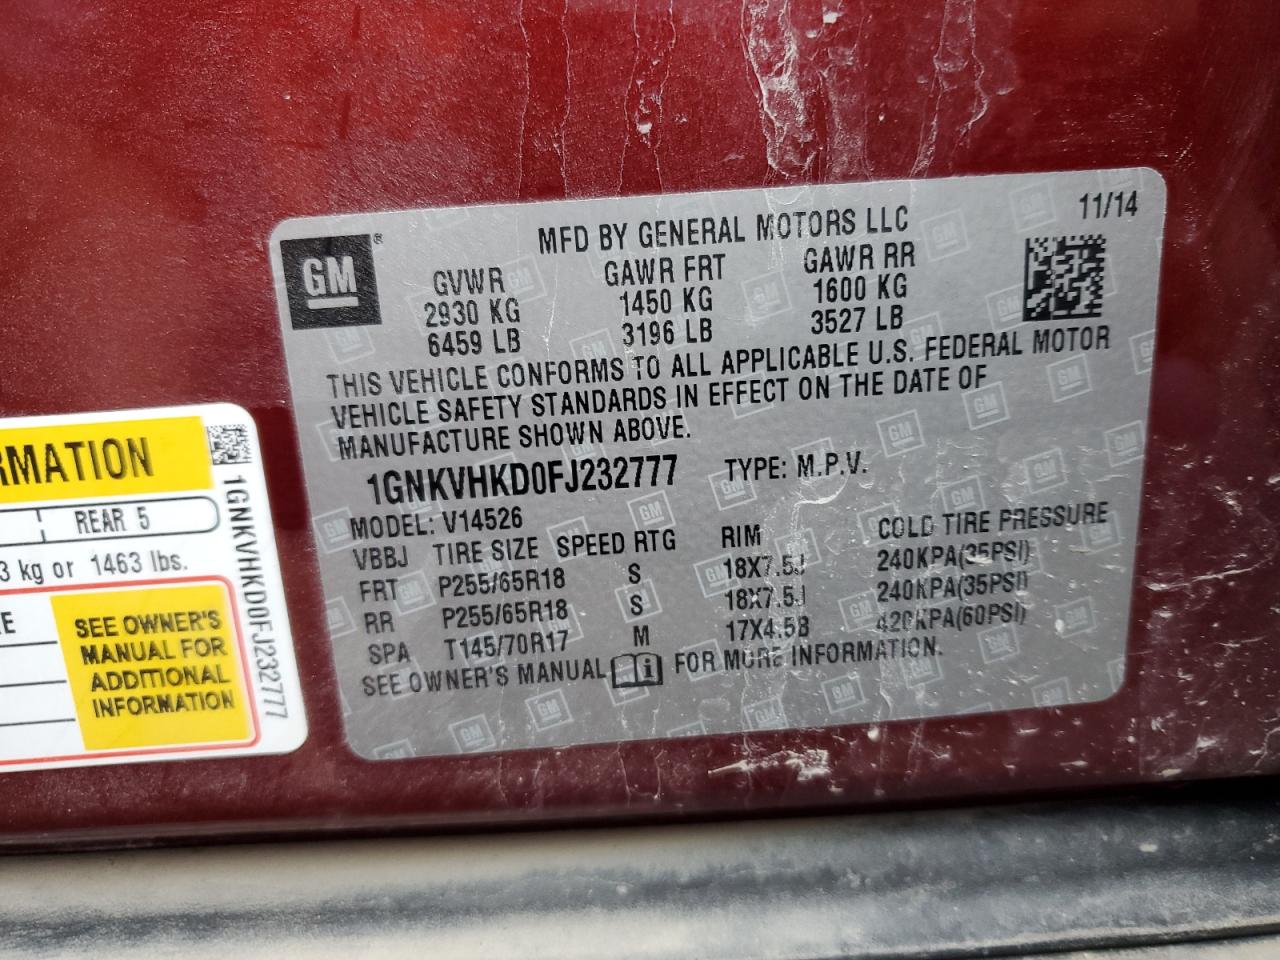 11/14
MFD BY GENERAL MOTORS LLC
GM ®
GVWR GAWR FRT GAWR RR
2930 KG 1450 KG 1600 KG
6459 LB 3196 LB 3527 LB
THIS VEHICLE CONFORMS TO ALL APPLICABLE U.S. FEDERAL MOTOR
VEHICLE SAFETY STANDARDS IN EFFECT ON THE DATE OF
MANUFACTURE SHOWN ABOVE.
1GNKVHKD0FJ232777 TYPE: M.P.V.
MODEL: V14526
VBBJ TIRE SIZE SPEED RTG RIM COLD TIRE PRESSURE
FRT P255/65R18 S 18X7.5J 240KPA(35PSI)
RR P255/65R18 S 18X7.5J 240KPA(35PSI)
SPA T145/70R17 M 17X4.5B 420KPA(60PSI)
SEE OWNER'S MANUAL FOR MORE INFORMATION.
RMATION
REAR 5
3 kg or 1463 lbs.
SEE OWNER'S
MANUAL FOR
ADDITIONAL
INFORMATION
1GNKVHKD0FJ232777